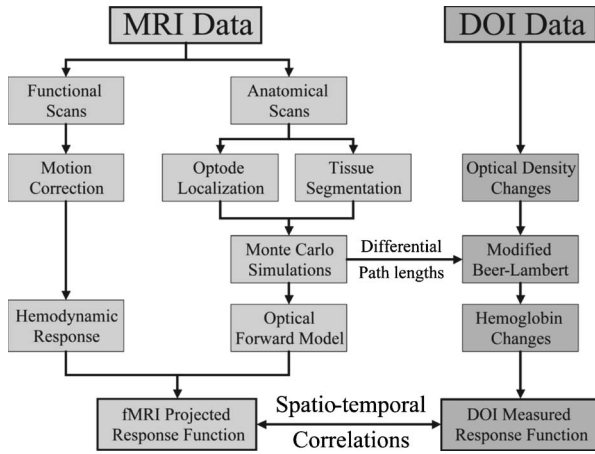 MRI Data
DOI Data
Functional
Scans
Anatomical
Scans
Motion
Correction
Optode
Localization
Tissue
Segmentation
Optical Density
Changes
Monte Carlo
Simulations
Differential
Path lengths
Modified
Beer-Lambert
Hemodynamic
Response
Optical
Forward Model
Hemoglobin
Changes
fMRI Projected
Response Function
Spatio-temporal
Correlations
DOI Measured
Response Function